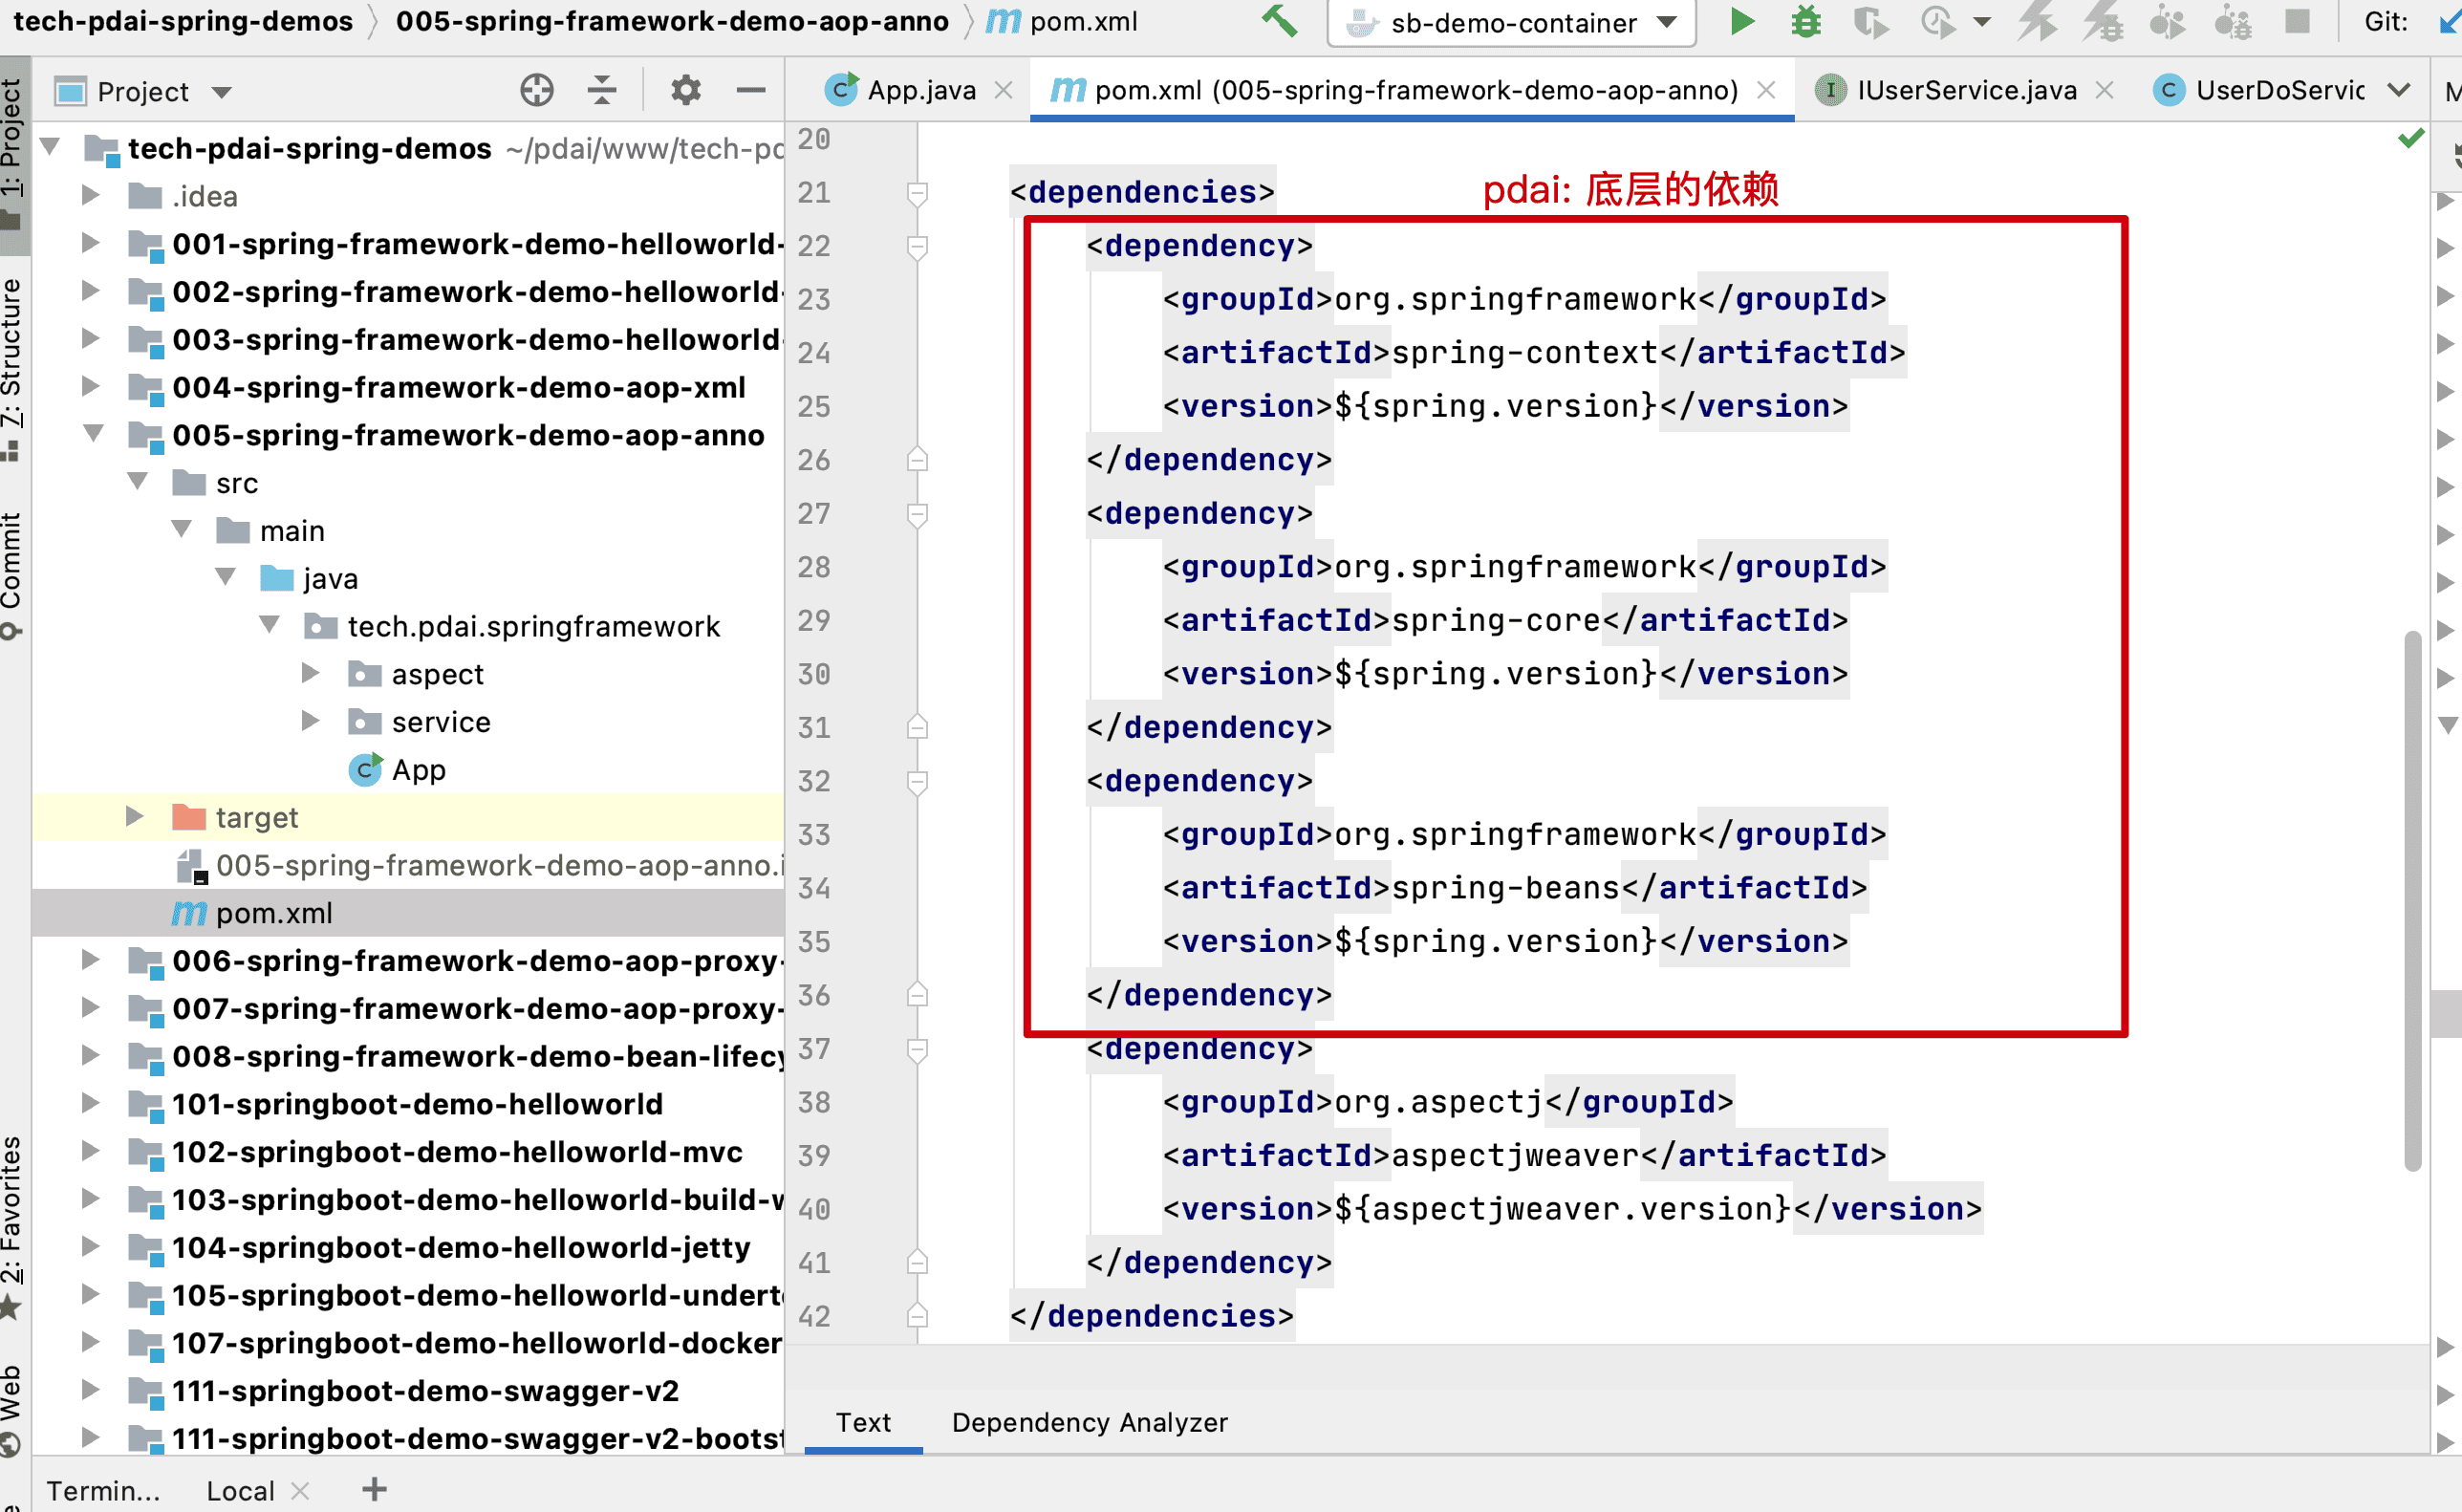 tech-pdai-spring-demos 005-spring-framework-demo-aop-anno pom.xml sb-demo-container Git:
Project App.java pom.xml (005-spring-framework-demo-aop-anno) IUserService.java UserDoServic
1: Project
7: Structure
Commit
2: Favorites
Web
tech-pdai-spring-demos ~/pdai/www/tech-pd
.idea
001-spring-framework-demo-helloworld-
002-spring-framework-demo-helloworld-
003-spring-framework-demo-helloworld-
004-spring-framework-demo-aop-xml
005-spring-framework-demo-aop-anno
src
main
java
tech.pdai.springframework
aspect
service
App
target
005-spring-framework-demo-aop-anno.i
pom.xml
006-spring-framework-demo-aop-proxy-
007-spring-framework-demo-aop-proxy-
008-spring-framework-demo-bean-lifecy
101-springboot-demo-helloworld
102-springboot-demo-helloworld-mvc
103-springboot-demo-helloworld-build-w
104-springboot-demo-helloworld-jetty
105-springboot-demo-helloworld-underto
107-springboot-demo-helloworld-docker
111-springboot-demo-swagger-v2
111-springboot-demo-swagger-v2-bootst
20
21 <dependencies> pdai: 底层的依赖
22 <dependency>
23 <groupId>org.springframework</groupId>
24 <artifactId>spring-context</artifactId>
25 <version>${spring.version}</version>
26 </dependency>
27 <dependency>
28 <groupId>org.springframework</groupId>
29 <artifactId>spring-core</artifactId>
30 <version>${spring.version}</version>
31 </dependency>
32 <dependency>
33 <groupId>org.springframework</groupId>
34 <artifactId>spring-beans</artifactId>
35 <version>${spring.version}</version>
36 </dependency>
37 <dependency>
38 <groupId>org.aspectj</groupId>
39 <artifactId>aspectjweaver</artifactId>
40 <version>${aspectjweaver.version}</version>
41 </dependency>
42 </dependencies>
Text Dependency Analyzer
Termin... Local